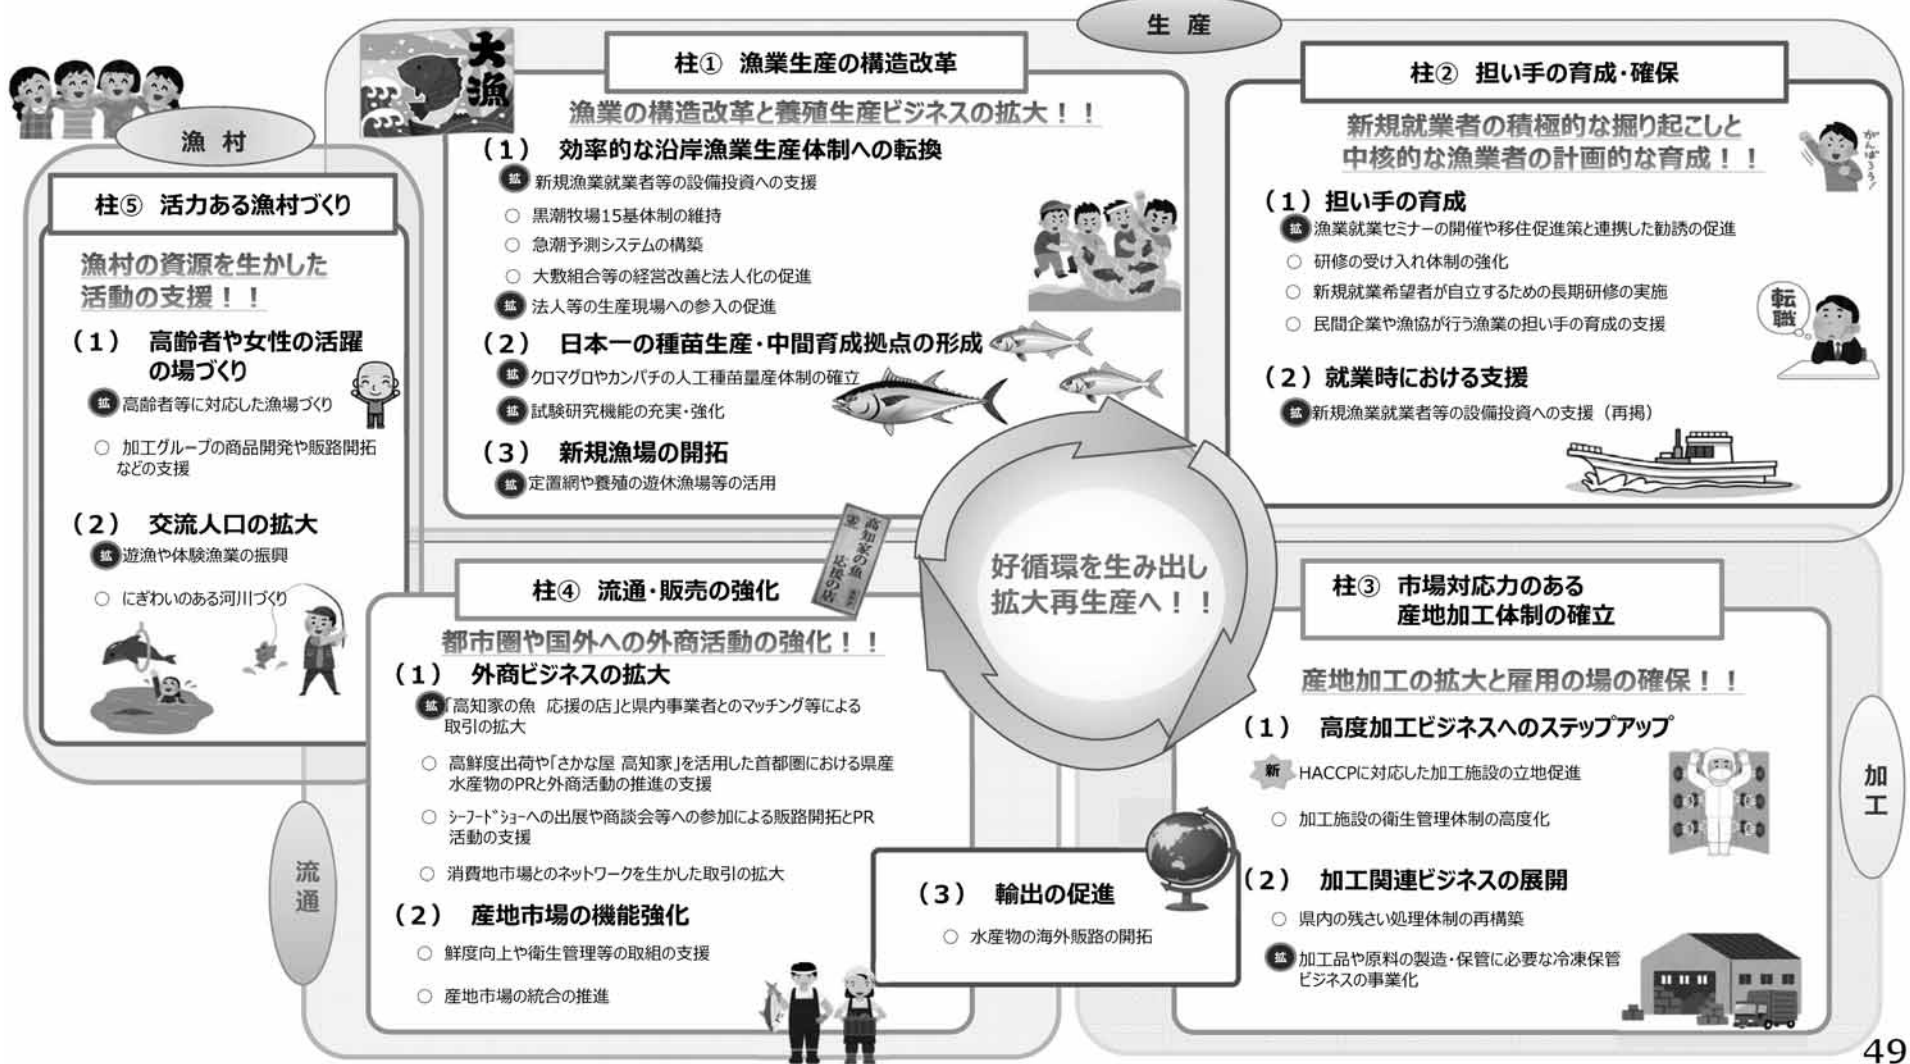 生 産
大漁
柱① 漁業生産の構造改革
漁業の構造改革と養殖生産ビジネスの拡大！！
（１） 効率的な沿岸漁業生産体制への転換
拡 新規漁業就業者等の設備投資への支援
○ 黒潮牧場15基体制の維持
○ 急潮予測システムの構築
○ 大敷組合等の経営改善と法人化の促進
拡 法人等の生産現場への参入の促進
（２） 日本一の種苗生産・中間育成拠点の形成
拡 クロマグロやカンパチの人工種苗量産体制の確立
拡 試験研究機能の充実・強化
（３） 新規漁場の開拓
拡 定置網や養殖の遊休漁場等の活用
柱② 担い手の育成・確保
新規就業者の積極的な掘り起こしと
中核的な漁業者の計画的な育成！！
がんばろう！
（１）担い手の育成
拡 漁業就業セミナーの開催や移住促進策と連携した勧誘の促進
○ 研修の受け入れ体制の強化
○ 新規就業希望者が自立するための長期研修の実施
○ 民間企業や漁協が行う漁業の担い手の育成の支援
転職
（２）就業時における支援
拡 新規漁業就業者等の設備投資への支援（再掲）
漁 村
柱⑤ 活力ある漁村づくり
漁村の資源を生かした
活動の支援！！
（１） 高齢者や女性の活躍
の場づくり
拡 高齢者等に対応した漁場づくり
○ 加工グループの商品開発や販路開拓
などの支援
（２） 交流人口の拡大
拡 遊漁や体験漁業の振興
○ にぎわいのある河川づくり
好循環を生み出し
拡大再生産へ！！
流通
柱④ 流通・販売の強化
高知家の魚 応援の店
都市圏や国外への外商活動の強化！！
（１） 外商ビジネスの拡大
拡 「高知家の魚 応援の店」と県内事業者とのマッチング等による
取引の拡大
○ 高鮮度出荷や「さかな屋 高知家」を活用した首都圏における県産
水産物のPRと外商活動の推進の支援
○ ｼｰﾌｰﾄﾞｼｮｰへの出展や商談会等への参加による販路開拓とPR
活動の支援
○ 消費地市場とのネットワークを生かした取引の拡大
（２） 産地市場の機能強化
○ 鮮度向上や衛生管理等の取組の支援
○ 産地市場の統合の推進
（３） 輸出の促進
○ 水産物の海外販路の開拓
加工
柱③ 市場対応力のある
産地加工体制の確立
産地加工の拡大と雇用の場の確保！！
（１） 高度加工ビジネスへのステップアップ
新 HACCPに対応した加工施設の立地促進
○ 加工施設の衛生管理体制の高度化
（２） 加工関連ビジネスの展開
○ 県内の残さい処理体制の再構築
拡 加工品や原料の製造・保管に必要な冷凍保管
ビジネスの事業化
49